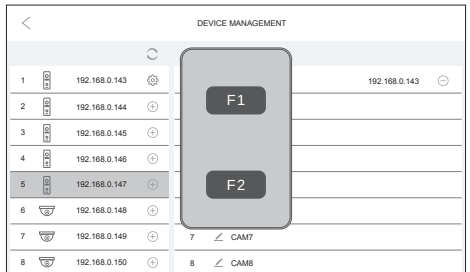 DEVICE MANAGEMENT
1 192.168.0.143 192.168.0.143
2 192.168.0.144
3 192.168.0.145
4 192.168.0.146
5 192.168.0.147
6 192.168.0.148
7 192.168.0.149 7 CAM7
8 192.168.0.150 8 CAM8
F1
F2